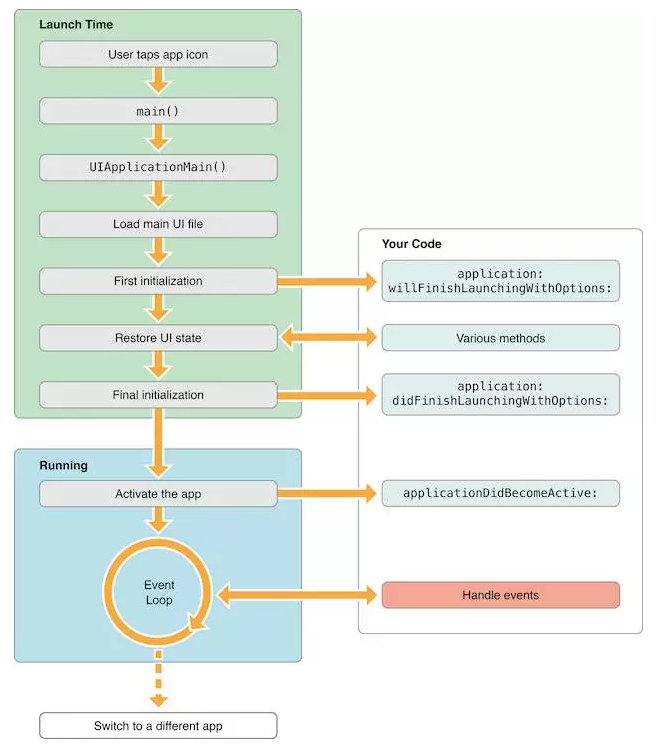 Launch Time
User taps app icon
main()
UIApplicationMain()
Load main UI file
First initialization
Restore UI state
Final initialization
Your Code
application:
willFinishLaunchingWithOptions:
Various methods
application:
didFinishLaunchingWithOptions:
Running
Activate the app
applicationDidBecomeActive:
Event
Loop
Handle events
Switch to a different app